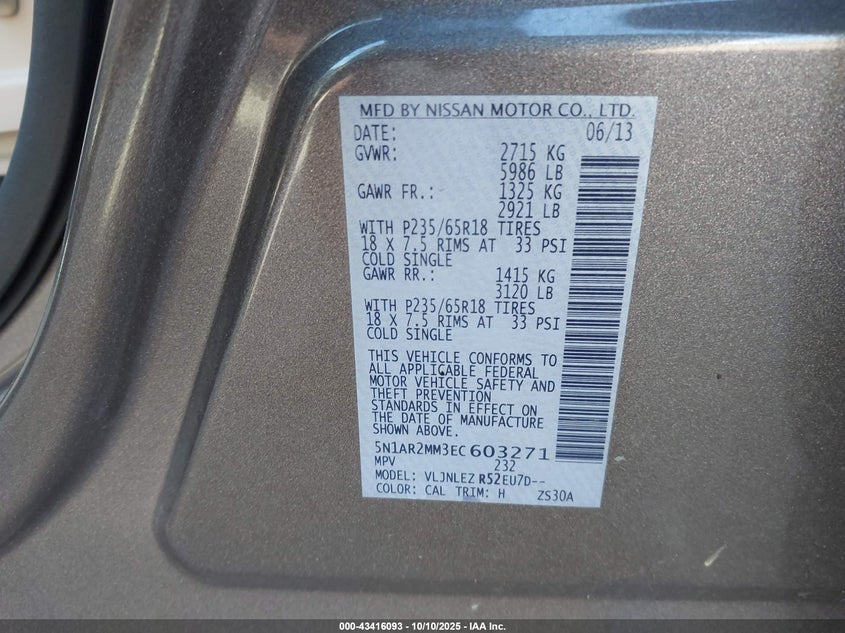 MFD BY NISSAN MOTOR CO., LTD.
DATE: 06/13
GVWR: 2715 KG
5986 LB
GAWR FR.: 1325 KG
2921 LB
WITH P235/65R18 TIRES
18 X 7.5 RIMS AT 33 PSI
COLD SINGLE
GAWR RR.: 1415 KG
3120 LB
WITH P235/65R18 TIRES
18 X 7.5 RIMS AT 33 PSI
COLD SINGLE
THIS VEHICLE CONFORMS TO
ALL APPLICABLE FEDERAL
MOTOR VEHICLE SAFETY AND
THEFT PREVENTION
STANDARDS IN EFFECT ON
THE DATE OF MANUFACTURE
SHOWN ABOVE.
5N1AR2MM3EC603271
MPV 232
MODEL: VLJNLEZ R52EU7D--
COLOR: CAL TRIM: H ZS30A
000-43416093 - 10/10/2025 - IAA Inc.